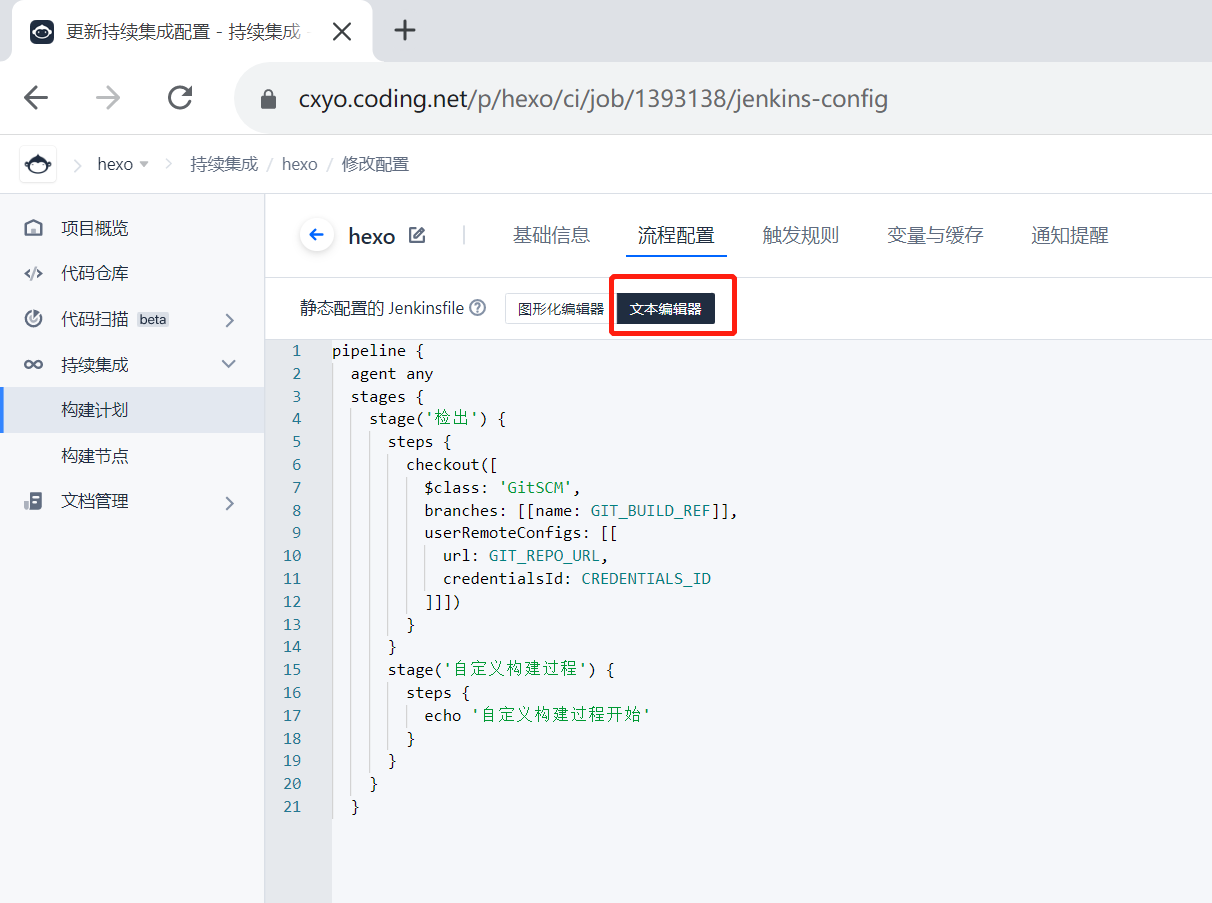 更新持续集成配置 - 持续集成 -
cxyo.coding.net/p/hexo/ci/job/1393138/jenkins-config
hexo 持续集成 / hexo / 修改配置
项目概览
代码仓库
代码扫描 beta
持续集成
构建计划
构建节点
文档管理
hexo 基础信息 流程配置 触发规则 变量与缓存 通知提醒
静态配置的 Jenkinsfile ? 图形化编辑器 文本编辑器
1 pipeline {
2   agent any
3   stages {
4     stage('检出') {
5       steps {
6         checkout([
7           $class: 'GitSCM',
8           branches: [[name: GIT_BUILD_REF]],
9           userRemoteConfigs: [[
10             url: GIT_REPO_URL,
11             credentialsId: CREDENTIALS_ID
12           ]]])
13         }
14       }
15       stage('自定义构建过程') {
16         steps {
17           echo '自定义构建过程开始'
18         }
19       }
20     }
21   }